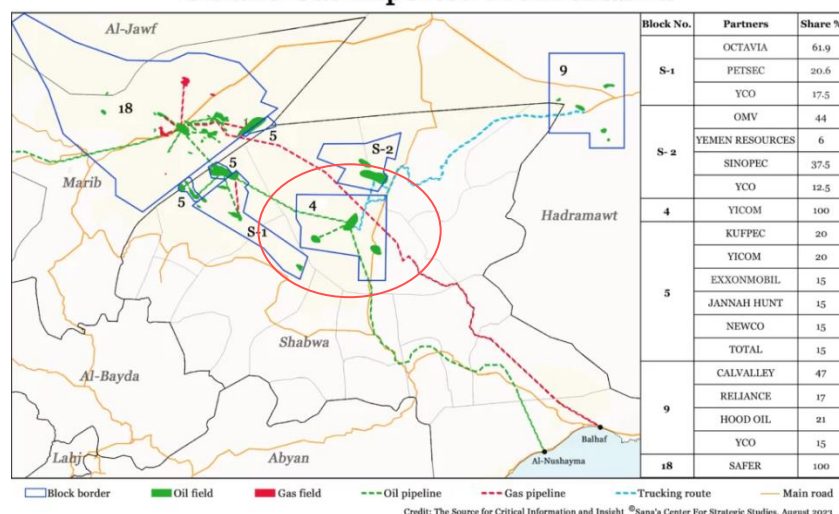 Al-Jawf
18
5
5
5
Marib
S-1
S-2
4
9
Hadramawt
Shabwa
Al-Bayda
Lahj
Abyan
Balhaf
Al-Nushayma
Block No. Partners Share %
S-1
OCTAVIA 61.9
PETSEC 20.6
YCO 17.5
S- 2
OMV 44
YEMEN RESOURCES 6
SINOPEC 37.5
YCO 12.5
4 YICOM 100
5
KUFPEC 20
YICOM 20
EXXONMOBIL 15
JANNAH HUNT 15
NEWCO 15
TOTAL 15
9
CALVALLEY 47
RELIANCE 17
HOOD OIL 21
YCO 15
18 SAFER 100
Block border Oil field Gas field Oil pipeline Gas pipeline Trucking route Main road
Credit: The Source for Critical Information and Insight ©Sana's Center For Strategic Studies, August 2023